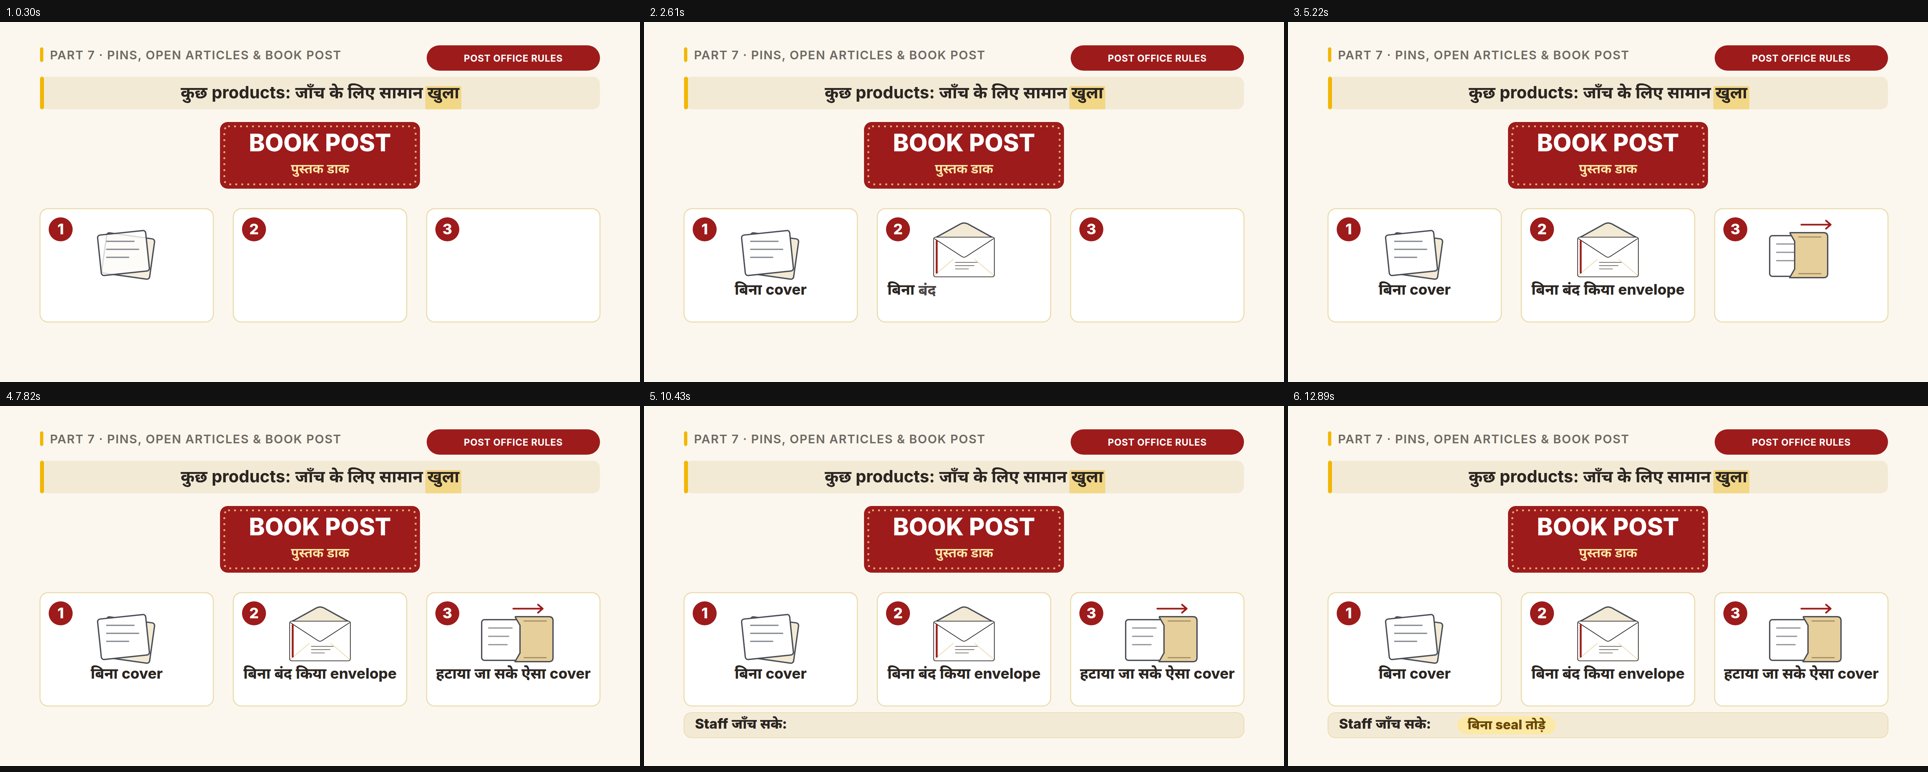 1. 0.30s
PART 7 · PINS, OPEN ARTICLES & BOOK POST
POST OFFICE RULES
कुछ products: जाँच के लिए सामान खुला
BOOK POST
पुस्तक डाक
1
2
3
2. 2.61s
PART 7 · PINS, OPEN ARTICLES & BOOK POST
POST OFFICE RULES
कुछ products: जाँच के लिए सामान खुला
BOOK POST
पुस्तक डाक
1
बिना cover
2
बिना बंद
3
3. 5.22s
PART 7 · PINS, OPEN ARTICLES & BOOK POST
POST OFFICE RULES
कुछ products: जाँच के लिए सामान खुला
BOOK POST
पुस्तक डाक
1
बिना cover
2
बिना बंद किया envelope
3
4. 7.82s
PART 7 · PINS, OPEN ARTICLES & BOOK POST
POST OFFICE RULES
कुछ products: जाँच के लिए सामान खुला
BOOK POST
पुस्तक डाक
1
बिना cover
2
बिना बंद किया envelope
3
हटाया जा सके ऐसा cover
5. 10.43s
PART 7 · PINS, OPEN ARTICLES & BOOK POST
POST OFFICE RULES
कुछ products: जाँच के लिए सामान खुला
BOOK POST
पुस्तक डाक
1
बिना cover
2
बिना बंद किया envelope
3
हटाया जा सके ऐसा cover
Staff जाँच सके:
6. 12.89s
PART 7 · PINS, OPEN ARTICLES & BOOK POST
POST OFFICE RULES
कुछ products: जाँच के लिए सामान खुला
BOOK POST
पुस्तक डाक
1
बिना cover
2
बिना बंद किया envelope
3
हटाया जा सके ऐसा cover
Staff जाँच सके: बिना seal तोड़े